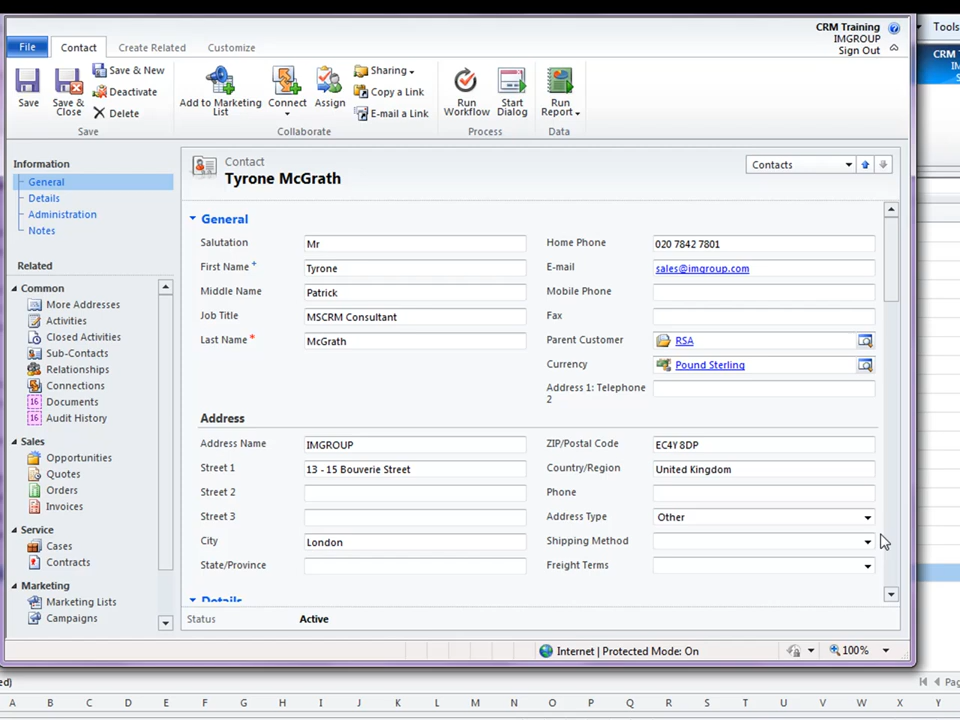 CRM Training
IMGROUP
Sign Out
Tools
CRM T
File
Contact
Create Related
Customize
Save
Save &
Close
Save & New
Deactivate
Delete
Save
Add to Marketing
List
Connect
Assign
Sharing
Copy a Link
E-mail a Link
Collaborate
Run
Workflow
Start
Dialog
Process
Run
Report
Data
Information
General
Details
Administration
Notes
Related
Common
More Addresses
Activities
Closed Activities
Sub-Contacts
Relationships
Connections
16 Documents
16 Audit History
Sales
Opportunities
Quotes
Orders
Invoices
Service
Cases
Contracts
Marketing
Marketing Lists
Campaigns
Contact
Tyrone McGrath
Contacts
General
Salutation Mr Home Phone 020 7842 7801
First Name * Tyrone E-mail sales@imgroup.com
Middle Name Patrick Mobile Phone
Job Title MSCRM Consultant Fax
Last Name * McGrath Parent Customer RSA
Currency Pound Sterling
Address 1: Telephone
2
Address
Address Name IMGROUP ZIP/Postal Code EC4Y 8DP
Street 1 13 - 15 Bouverie Street Country/Region United Kingdom
Street 2 Phone
Street 3 Address Type Other
City London Shipping Method
State/Province Freight Terms
Details
Status Active
Internet | Protected Mode: On 100%
ed) Pag
A B C D E F G H I J K L M N O P Q R S T U V W X Y